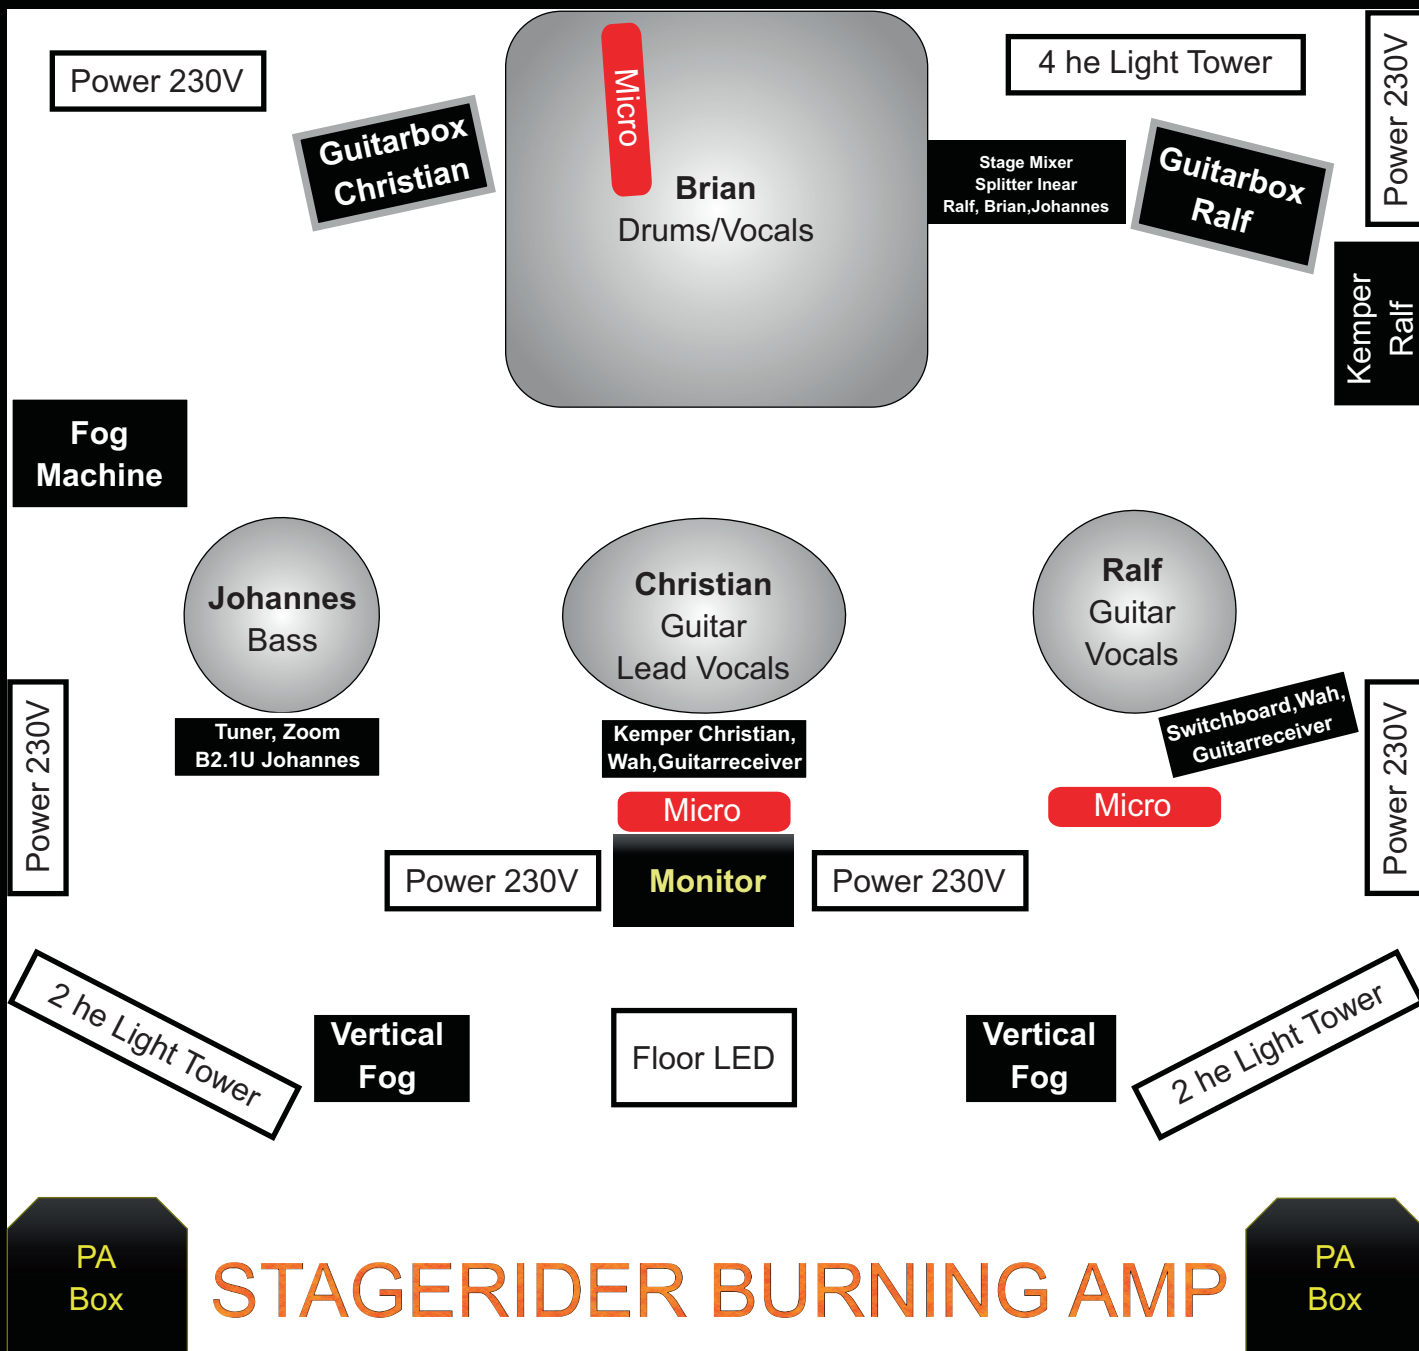 Power 230V
Micro
4 he Light Tower
Power 230V
Guitarbox
Christian
Brian
Drums/Vocals
Stage Mixer
Splitter Inear
Ralf, Brian,Johannes
Guitarbox
Ralf
Kemper
Ralf
Fog
Machine
Johannes
Bass
Christian
Guitar
Lead Vocals
Ralf
Guitar
Vocals
Power 230V
Tuner, Zoom
B2.1U Johannes
Kemper Christian,
Wah,Guitarreceiver
Switchboard,Wah,
Guitarreceiver
Power 230V
Micro
Micro
Power 230V
Monitor
Power 230V
2 he Light Tower
Vertical
Fog
Floor LED
Vertical
Fog
2 he Light Tower
PA
Box
STAGERIDER BURNING AMP
PA
Box